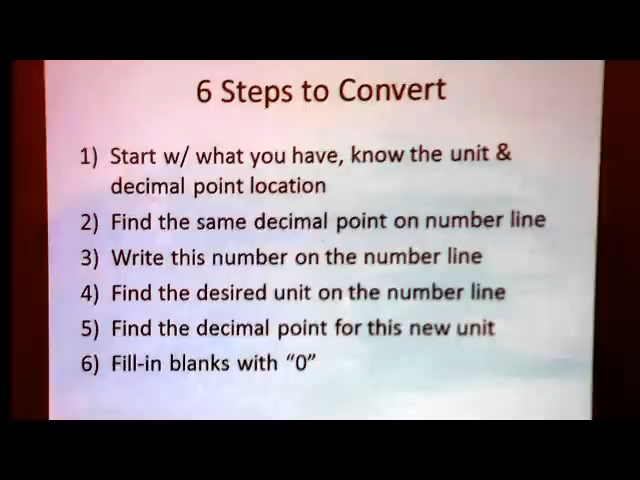 6 Steps to Convert
1) Start w/ what you have, know the unit &
decimal point location
2) Find the same decimal point on number line
3) Write this number on the number line
4) Find the desired unit on the number line
5) Find the decimal point for this new unit
6) Fill-in blanks with “0”